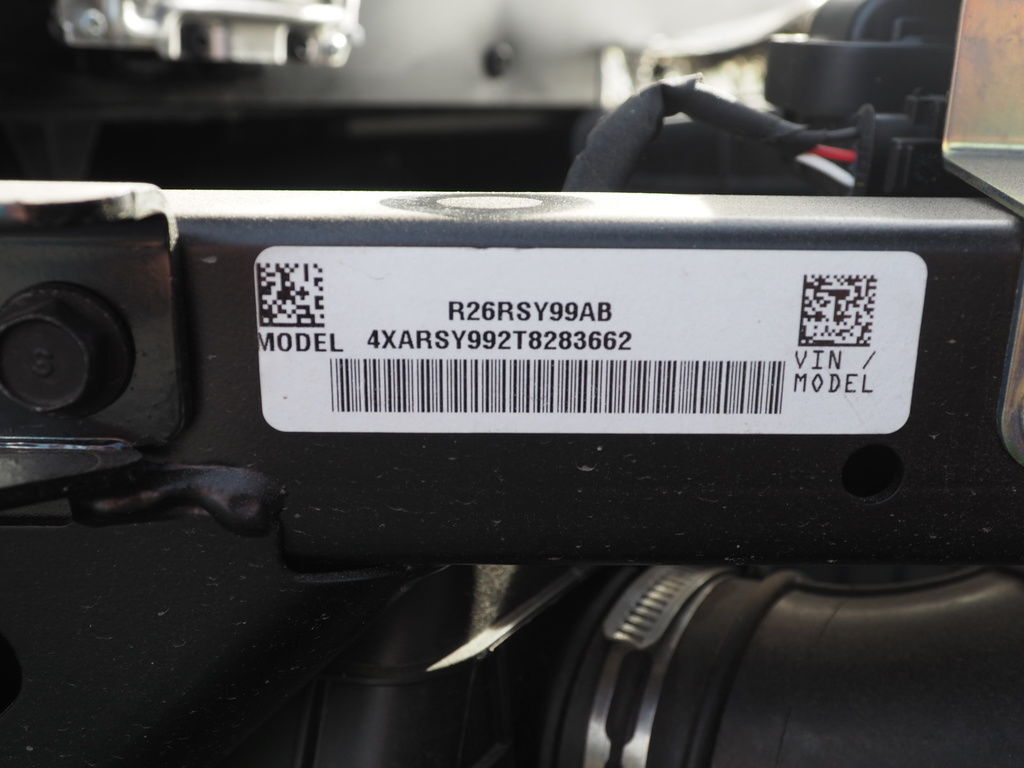 R26RSY99AB
MODEL 4XARSY992T8283662
VIN /
MODEL